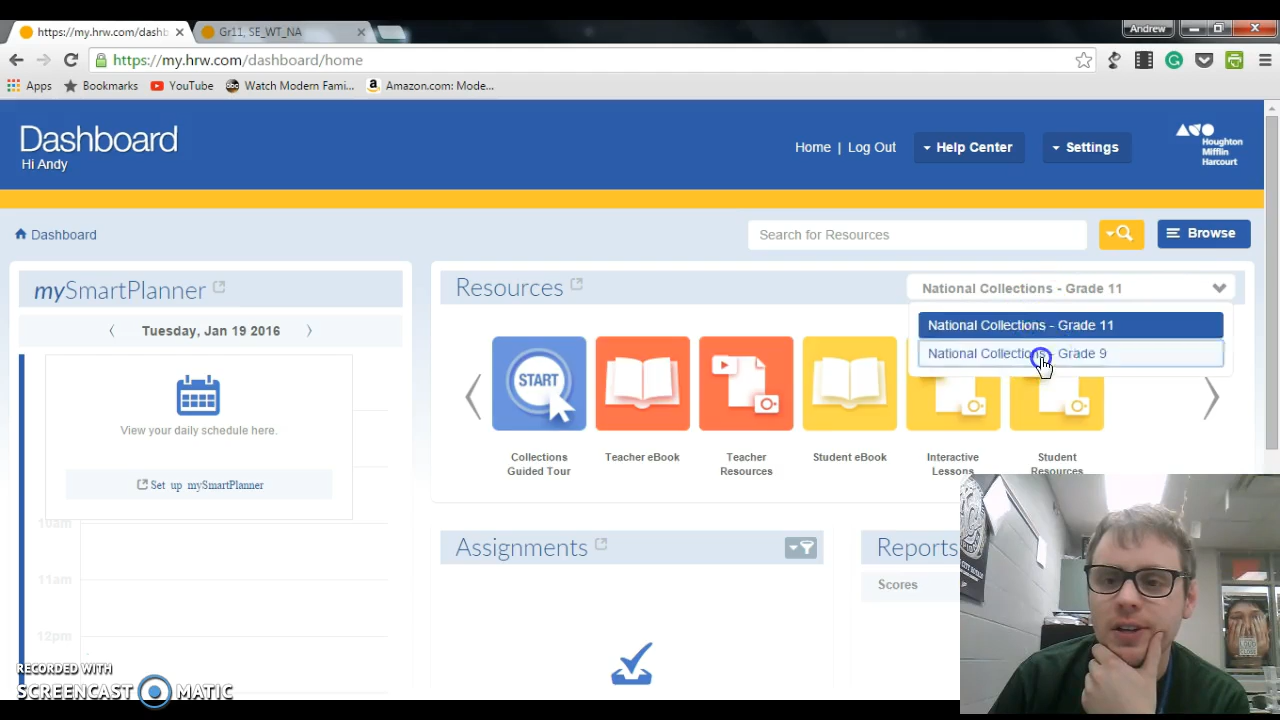 https://my.hrw.com/dashb
Gr11, SE_WT_NA
Andrew
https://my.hrw.com/dashboard/home
Apps
Bookmarks
YouTube
abc
Watch Modern Fami...
a
Amazon.com: Mode...
Dashboard
Hi Andy
Home | Log Out
Help Center
Settings
Houghton
Mifflin
Harcourt
Dashboard
Search for Resources
Browse
mySmartPlanner
Tuesday, Jan 19 2016
View your daily schedule here.
Set up mySmartPlanner
10am
11am
12pm
Resources
National Collections - Grade 11
National Collections - Grade 11
National Collections - Grade 9
START
Collections
Guided Tour
Teacher eBook
Teacher
Resources
Student eBook
Interactive
Lessons
Student
Resources
Assignments
Reports
Scores
RECORDED WITH
SCREENCAST MATIC